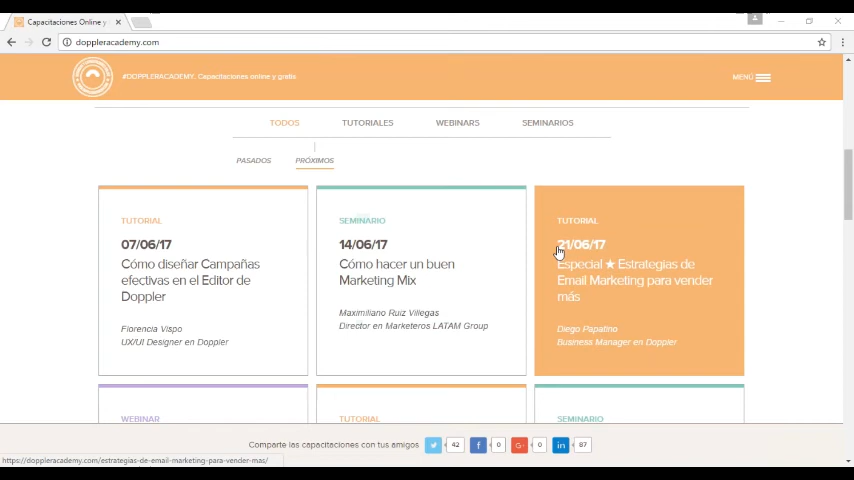 Capacitaciones Online y
doppleracademy.com
#DOPPLERACADEMY. Capacitaciones online y gratis
MENÚ
TODOS TUTORIALES WEBINARS SEMINARIOS
PASADOS PRÓXIMOS
TUTORIAL
07/06/17
Cómo diseñar Campañas
efectivas en el Editor de
Doppler
Florencia Vispo
UX/UI Designer en Doppler
SEMINARIO
14/06/17
Cómo hacer un buen
Marketing Mix
Maximiliano Ruiz Villegas
Director en Marketeros LATAM Group
TUTORIAL
21/06/17
Especial ★ Estrategias de
Email Marketing para vender
más
Diego Papalino
Business Manager en Doppler
WEBINAR TUTORIAL SEMINARIO
Comparte las capacitaciones con tus amigos 42 f 0 G+ 0 in 87
https://doppleracademy.com/estrategias-de-email-marketing-para-vender-mas/